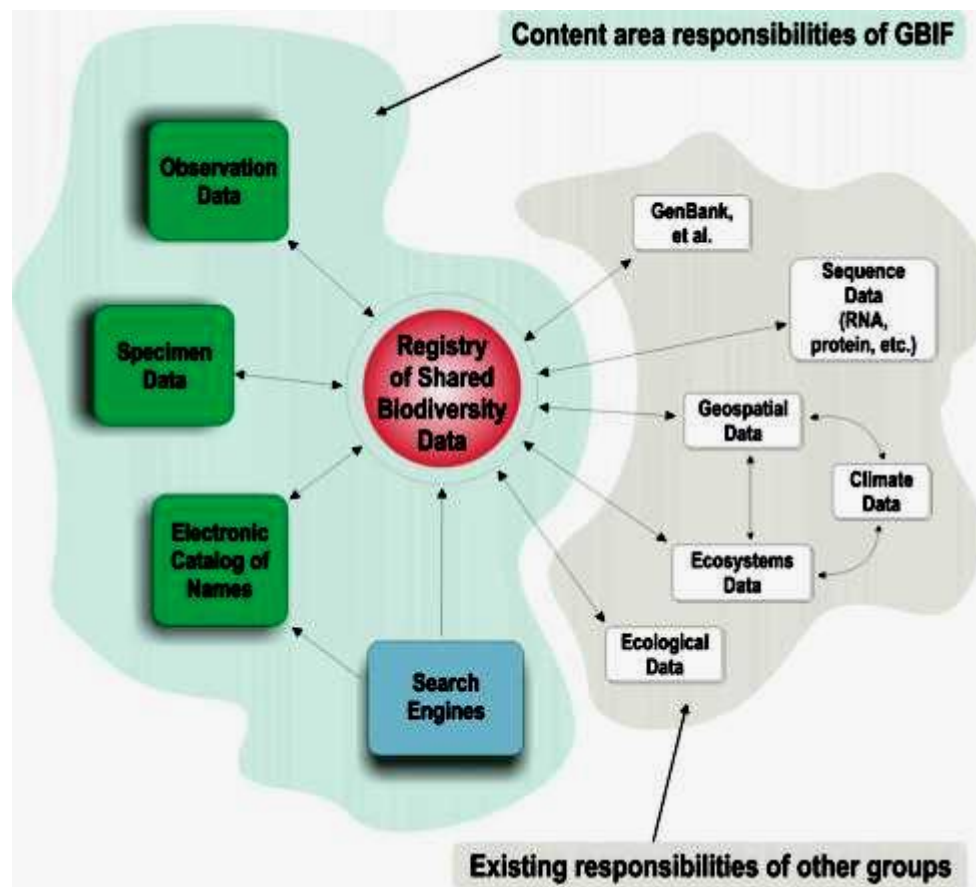 Content area responsibilities of GBIF
Observation
Data
GenBank,
et al.
Sequence
Data
(RNA,
protein, etc.)
Specimen
Data
Registry
of Shared
Biodiversity
Data
Geospatial
Data
Climate
Data
Electronic
Catalog of
Names
Ecosystems
Data
Ecological
Data
Search
Engines
Existing responsibilities of other groups